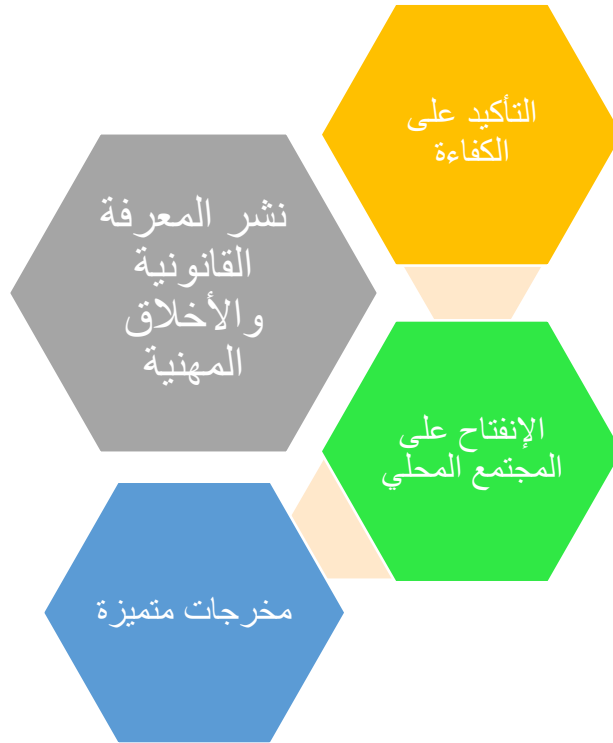 التأكيد على
الكفاءة
نشر المعرفة
القانونية
والأخلاق
المهنية
الإنفتاح على
المجتمع المحلي
مخرجات متميزة